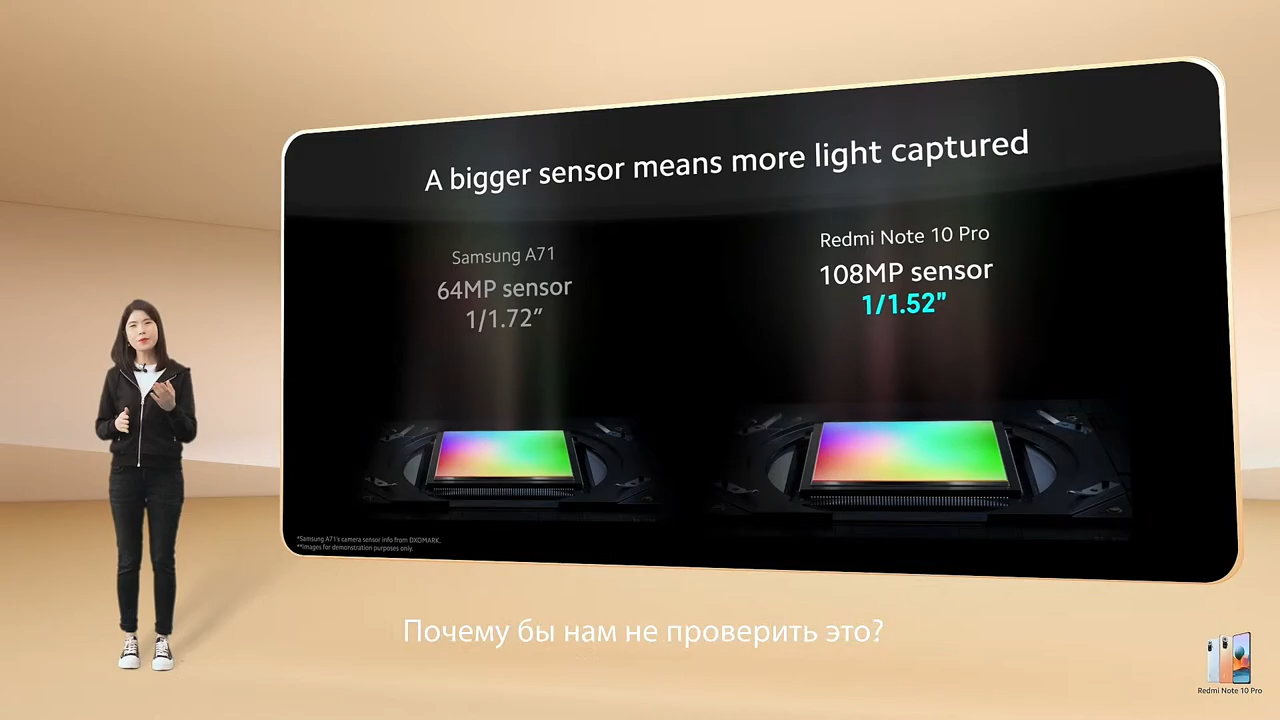 A bigger sensor means more light captured
Samsung A71
64MP sensor
1/1.72"
Redmi Note 10 Pro
108MP sensor
1/1.52"
*Samsung A71's camera sensor info from DXOMARK.
**Images for demonstration purposes only.
Почему бы нам не проверить это?
Redmi Note 10 Pro